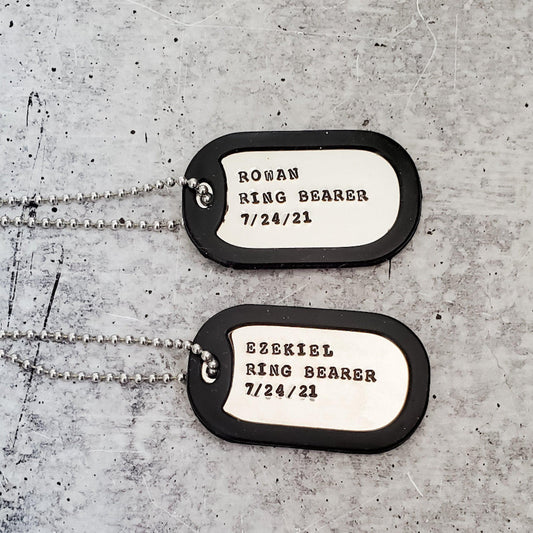 ROWAN
RING BEARER
7/24/21
EZEKIEL
RING BEARER
7/24/21